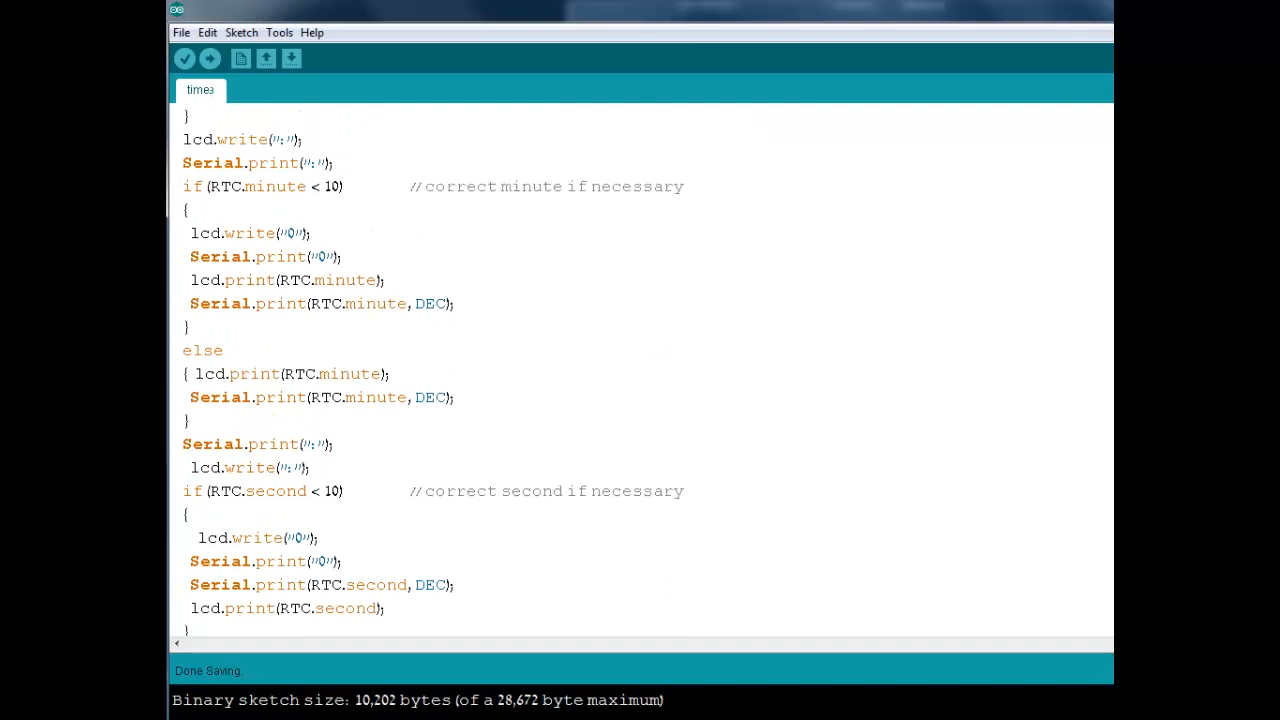 File Edit Sketch Tools Help
time3
}
lcd.write(":");
Serial.print(":");
if (RTC.minute < 10) // correct minute if necessary
{
lcd.write("0");
Serial.print("0");
lcd.print(RTC.minute);
Serial.print(RTC.minute, DEC);
}
else
{ lcd.print(RTC.minute);
Serial.print(RTC.minute, DEC);
}
Serial.print(":");
lcd.write(":");
if (RTC.second < 10) // correct second if necessary
{
lcd.write("0");
Serial.print("0");
Serial.print(RTC.second, DEC);
lcd.print(RTC.second);
}
Done Saving.
Binary sketch size: 10,202 bytes (of a 28,672 byte maximum)